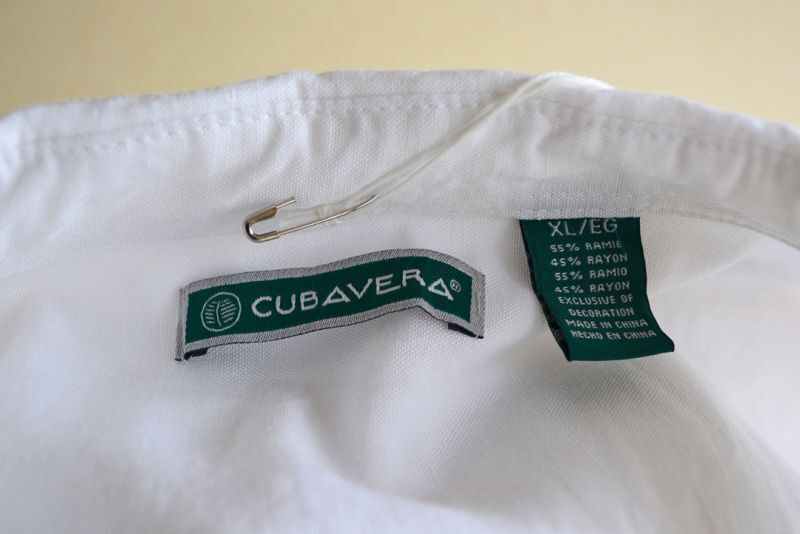 CUBAVERA®
XL/EG
55% RAMIE
45% RAYON
55% RAMIO
45% RAYON
EXCLUSIVE OF
DECORATION
MADE IN CHINA
HECHO EN CHINA